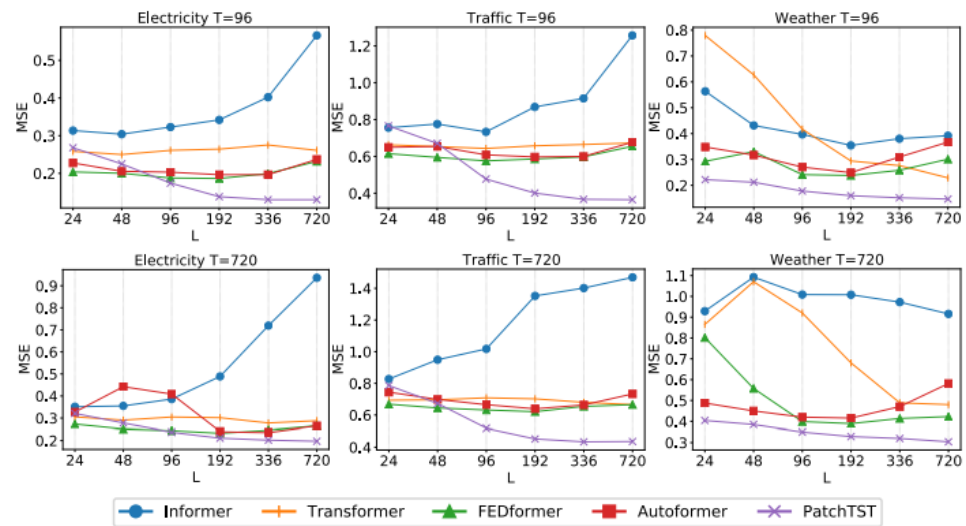 Electricity T=96
MSE
0.5
0.4
0.3
0.2
24 48 96 192 336 720
L
Traffic T=96
MSE
1.2
1.0
0.8
0.6
0.4
24 48 96 192 336 720
L
Weather T=96
MSE
0.8
0.7
0.6
0.5
0.4
0.3
0.2
24 48 96 192 336 720
L
Electricity T=720
MSE
0.9
0.8
0.7
0.6
0.5
0.4
0.3
0.2
24 48 96 192 336 720
L
Traffic T=720
MSE
1.4
1.2
1.0
0.8
0.6
0.4
24 48 96 192 336 720
L
Weather T=720
MSE
1.1
1.0
0.9
0.8
0.7
0.6
0.5
0.4
0.3
24 48 96 192 336 720
L
Informer Transformer FEDformer Autoformer PatchTST